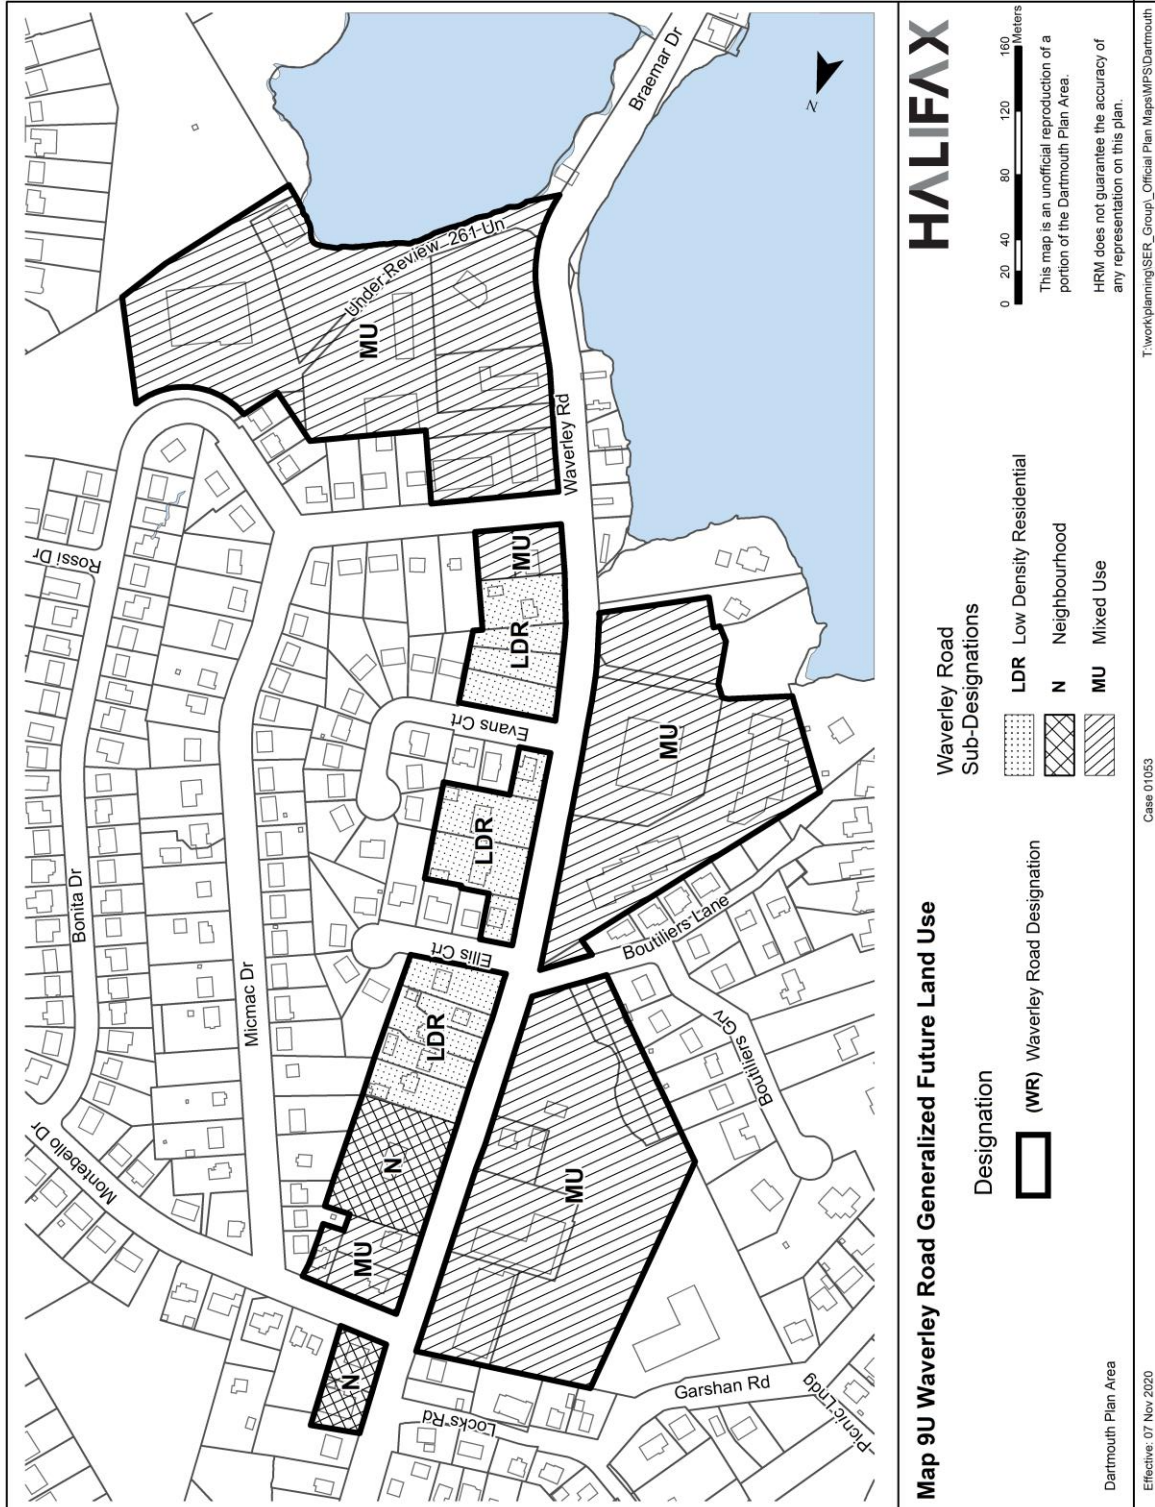 Bonita Dr
Rossi Dr
Micmac Dr
Montebello Dr
Ellis Crt
Evans Crt
Waverley Rd
Braemar Dr
Under Review_261-Un
MU
MU
LDR
LDR
LDR
N
MU
N
MU
MU
Boutiliers Lane
Boutiliers Grv
Garshan Rd
Locks Rd
Picnic Lndg
N
Map 9U Waverley Road Generalized Future Land Use
Designation
(WR) Waverley Road Designation
Waverley Road
Sub-Designations
LDR Low Density Residential
N Neighbourhood
MU Mixed Use
HALIFAX
0 20 40 80 120 160
Meters
This map is an unofficial reproduction of a
portion of the Dartmouth Plan Area.
HRM does not guarantee the accuracy of
any representation on this plan.
Dartmouth Plan Area
Effective: 07 Nov 2020
Case 01053
T:\work\planning\SER_Group\_Official Plan Maps\MPS\Dartmouth